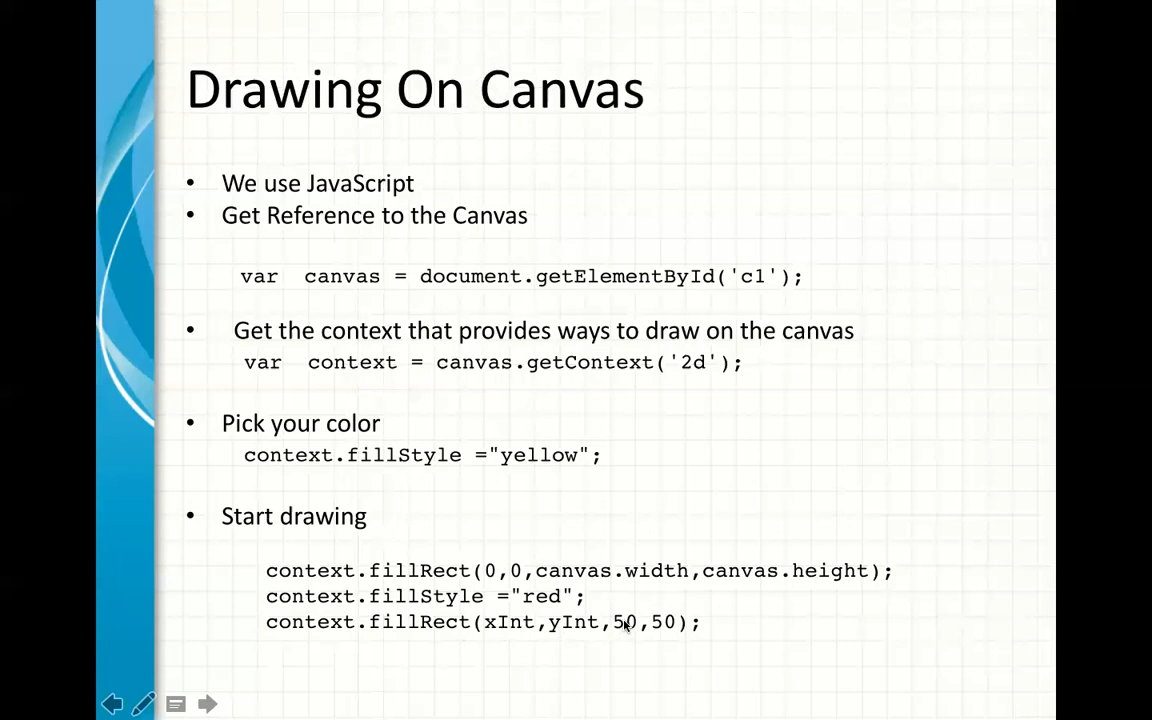 Drawing On Canvas
• We use JavaScript
• Get Reference to the Canvas
var  canvas = document.getElementById('c1');
• Get the context that provides ways to draw on the canvas
var  context = canvas.getContext('2d');
• Pick your color
context.fillStyle ="yellow";
• Start drawing
context.fillRect(0,0,canvas.width,canvas.height);
context.fillStyle ="red";
context.fillRect(xInt,yInt,50,50);